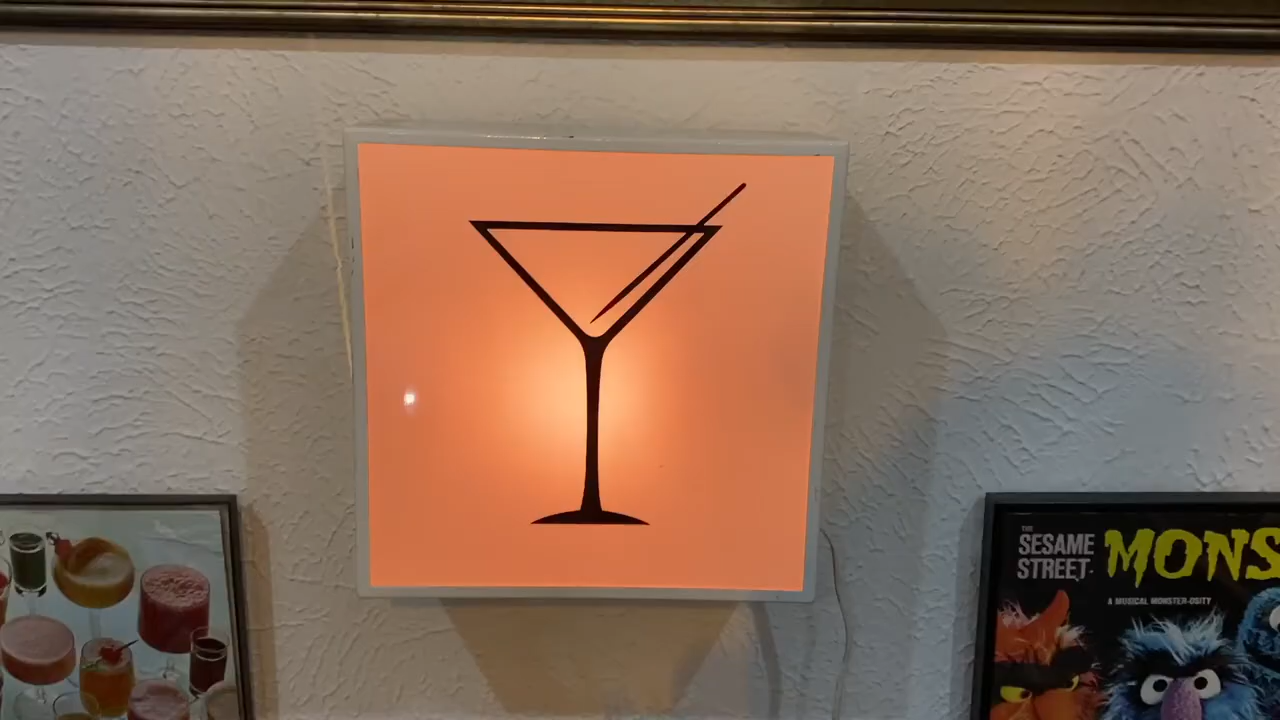 THE
SESAME
STREET.
MONS
A MUSICAL MONSTER-OSITY